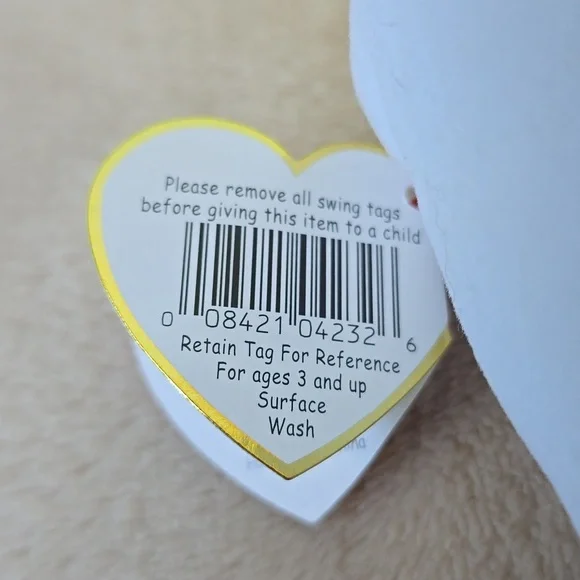 Please remove all swing tags
before giving this item to a child
0 08421 04232 6
Retain Tag For Reference
For ages 3 and up
Surface
Wash